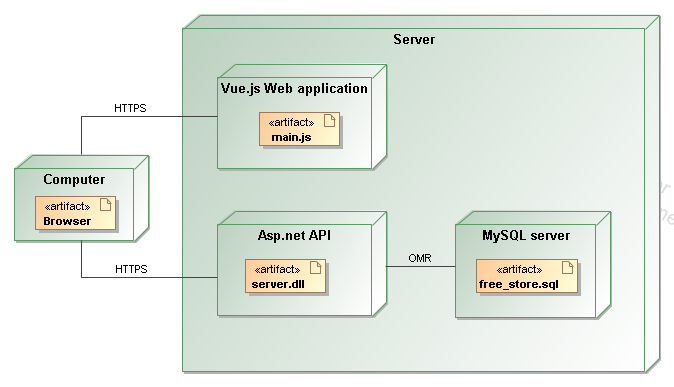 Server
Vue.js Web application
«artifact»
main.js
HTTPS
Computer
«artifact»
Browser
HTTPS
Asp.net API
«artifact»
server.dll
OMR
MySQL server
«artifact»
free_store.sql